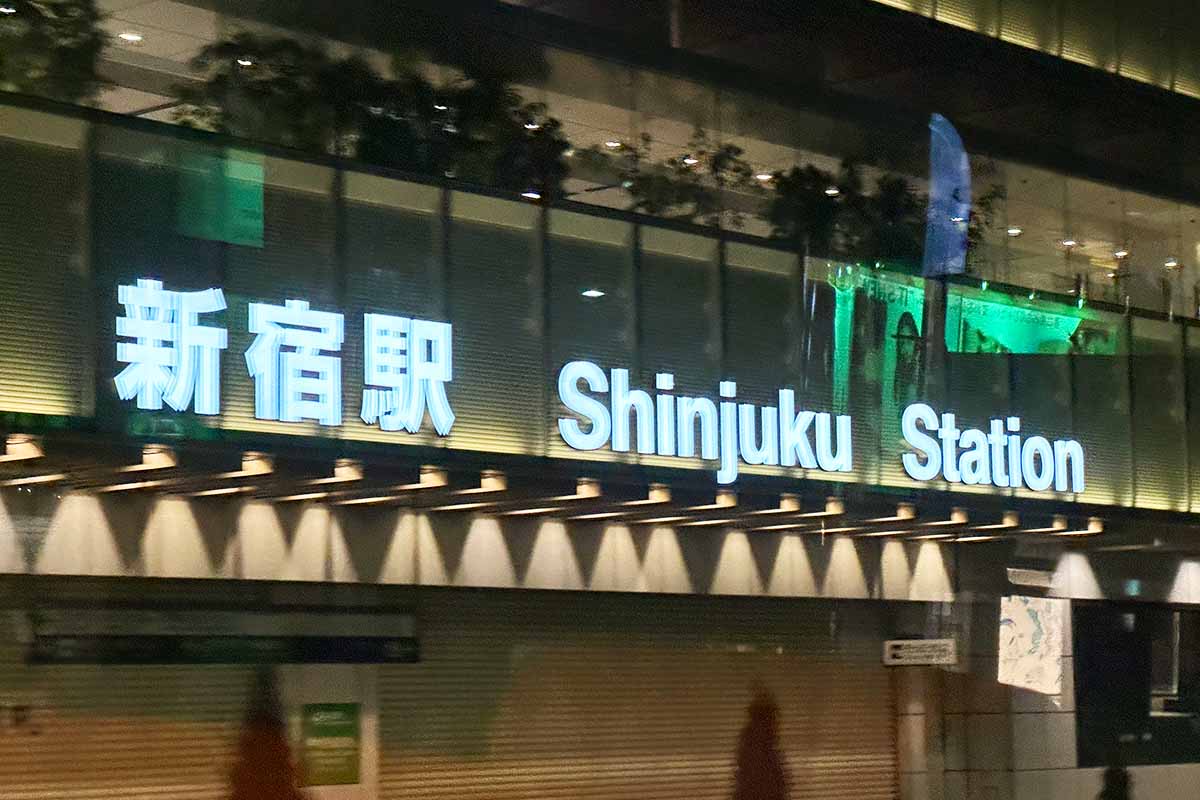 新宿駅 Shinjuku Station